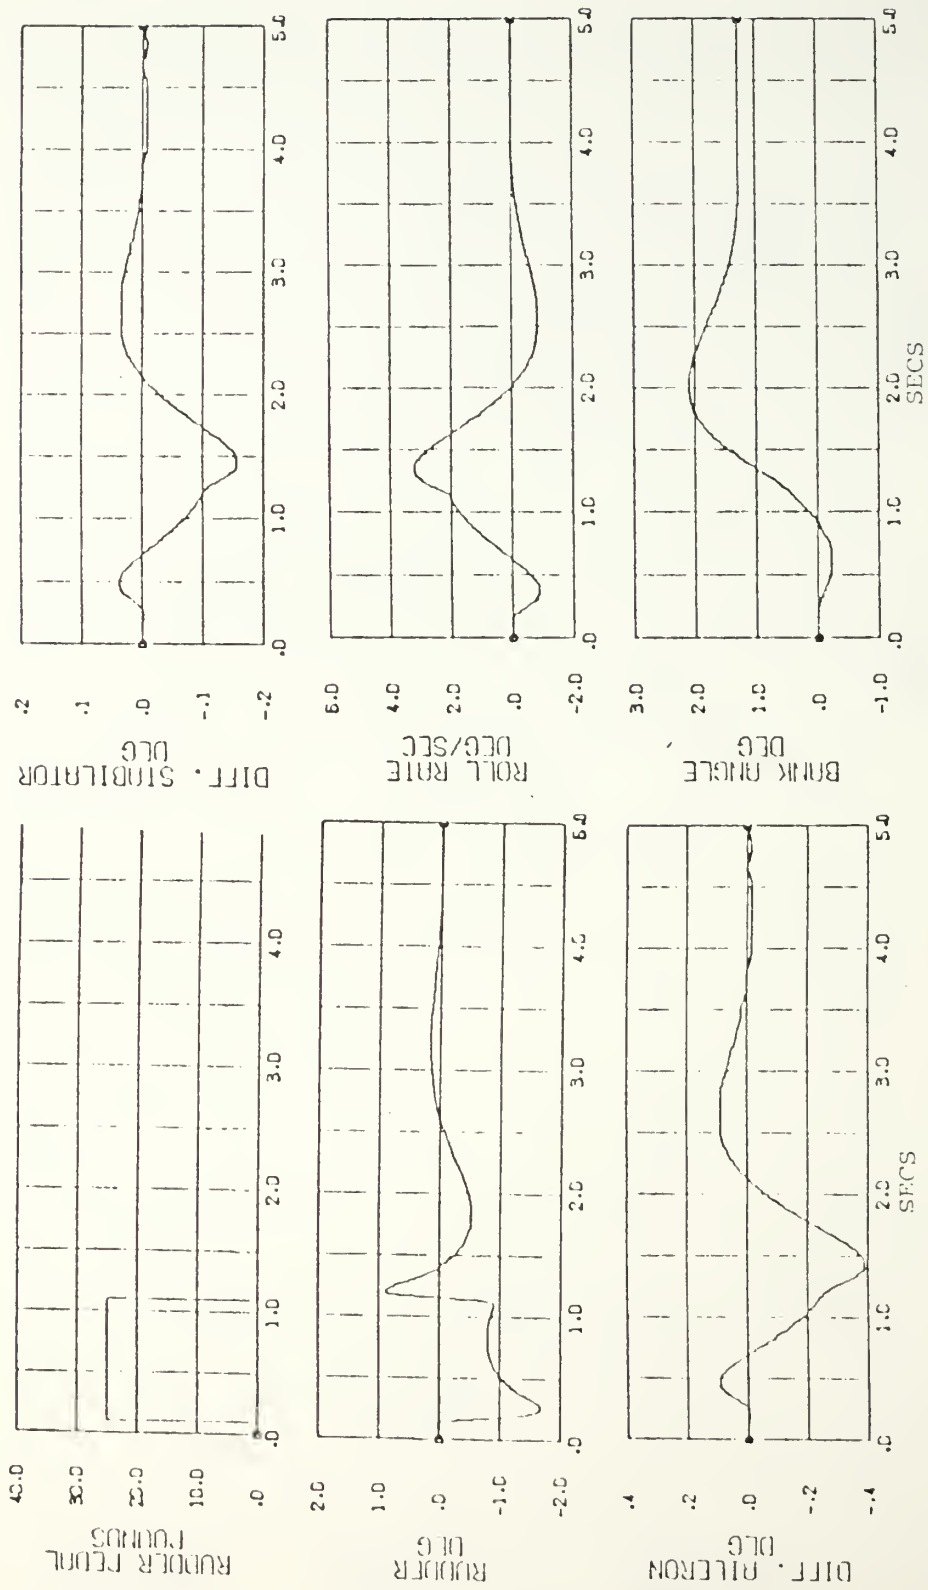 RUDDER PEDAL
POUNDS
40.0
30.0
20.0
10.0
.0
.0 1.0 2.0 3.0 4.0
DIFF. STABILATOR
DEG
.2
.1
.0
-.1
-.2
.0 1.0 2.0 3.0 4.0 5.0
RUDDER
DEG
2.0
1.0
.0
-1.0
-2.0
.0 1.0 2.0 3.0 4.0 5.0
ROLL RATE
DEG/SEC
6.0
4.0
2.0
.0
-2.0
.0 1.0 2.0 3.0 4.0 5.0
DIFF. AILERON
DEG
.4
.2
.0
-.2
-.4
.0 1.0 2.0 3.0 4.0 5.0
SECS
BANK ANGLE
DEG
3.0
2.0
1.0
.0
-1.0
.0 1.0 2.0 3.0 4.0 5.0
SECS